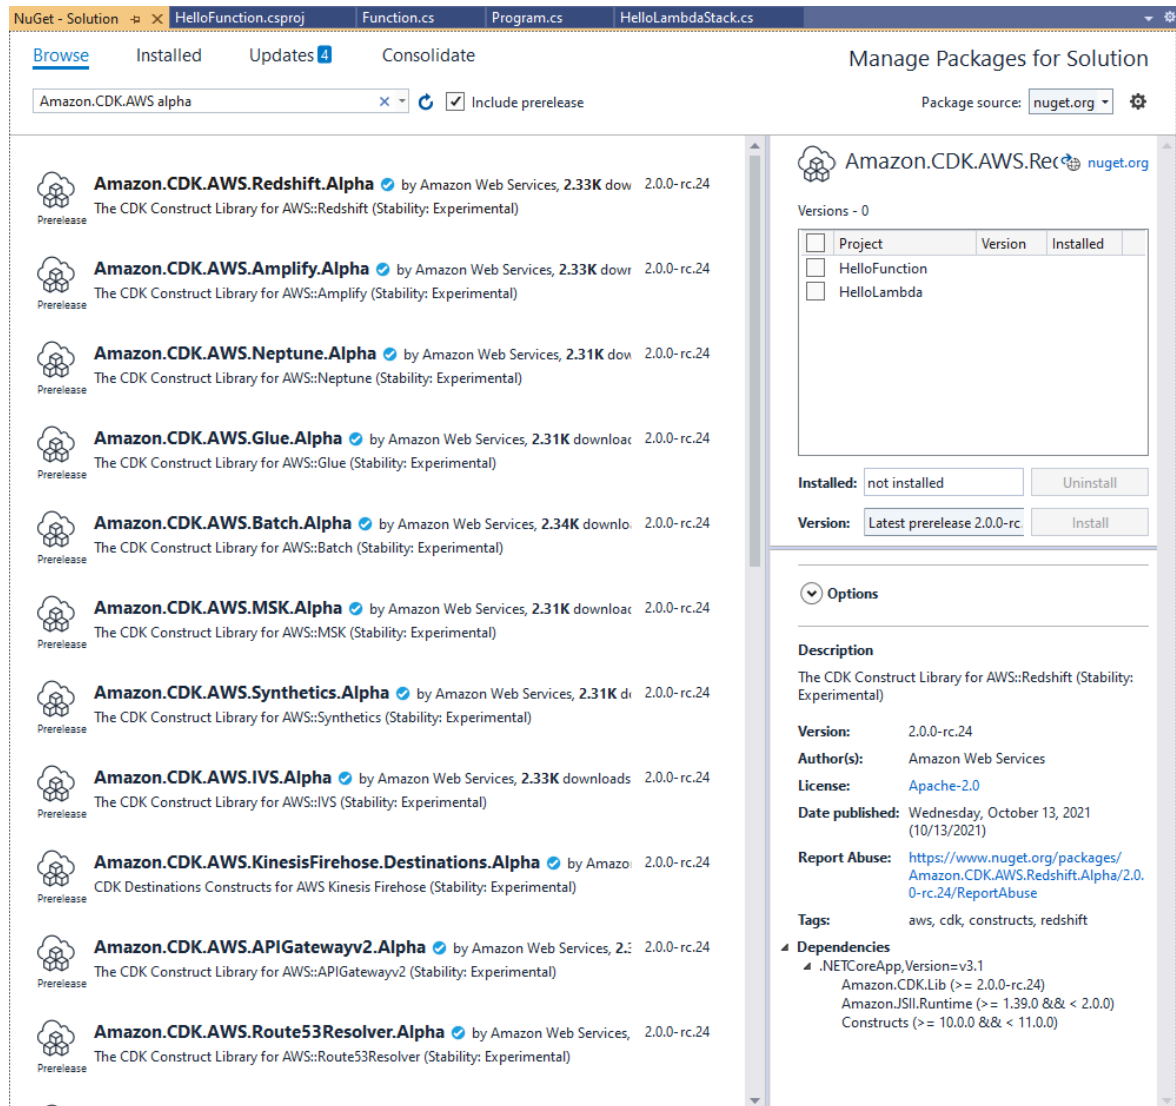 NuGet - Solution
HelloFunction.csproj
Function.cs
Program.cs
HelloLambdaStack.cs
Browse
Installed
Updates 4
Consolidate
Manage Packages for Solution
Amazon.CDK.AWS alpha
Include prerelease
Package source: nuget.org
Amazon.CDK.AWS.Redshift.Alpha by Amazon Web Services, 2.33K dow 2.0.0-rc.24
The CDK Construct Library for AWS::Redshift (Stability: Experimental)
Prerelease
Amazon.CDK.AWS.Amplify.Alpha by Amazon Web Services, 2.33K dowr 2.0.0-rc.24
The CDK Construct Library for AWS::Amplify (Stability: Experimental)
Prerelease
Amazon.CDK.AWS.Neptune.Alpha by Amazon Web Services, 2.31K dow 2.0.0-rc.24
The CDK Construct Library for AWS::Neptune (Stability: Experimental)
Prerelease
Amazon.CDK.AWS.Glue.Alpha by Amazon Web Services, 2.31K downloac 2.0.0-rc.24
The CDK Construct Library for AWS::Glue (Stability: Experimental)
Prerelease
Amazon.CDK.AWS.Batch.Alpha by Amazon Web Services, 2.34K downlo 2.0.0-rc.24
The CDK Construct Library for AWS::Batch (Stability: Experimental)
Prerelease
Amazon.CDK.AWS.MSK.Alpha by Amazon Web Services, 2.31K downloac 2.0.0-rc.24
The CDK Construct Library for AWS::MSK (Stability: Experimental)
Prerelease
Amazon.CDK.AWS.Synthetics.Alpha by Amazon Web Services, 2.31K d 2.0.0-rc.24
The CDK Construct Library for AWS::Synthetics (Stability: Experimental)
Prerelease
Amazon.CDK.AWS.IVS.Alpha by Amazon Web Services, 2.33K downloads 2.0.0-rc.24
The CDK Construct Library for AWS::IVS (Stability: Experimental)
Prerelease
Amazon.CDK.AWS.KinesisFirehose.Destinations.Alpha by Amazo 2.0.0-rc.24
CDK Destinations Constructs for AWS Kinesis Firehose (Stability: Experimental)
Prerelease
Amazon.CDK.AWS.APIGatewayv2.Alpha by Amazon Web Services, 2.3 2.0.0-rc.24
The CDK Construct Library for AWS::APIGatewayv2 (Stability: Experimental)
Prerelease
Amazon.CDK.AWS.Route53Resolver.Alpha by Amazon Web Services, 2.0.0-rc.24
The CDK Construct Library for AWS::Route53Resolver (Stability: Experimental)
Prerelease
Amazon.CDK.AWS.Rec nuget.org
Versions - 0
Project Version Installed
HelloFunction
HelloLambda
Installed: not installed Uninstall
Version: Latest prerelease 2.0.0-rc. Install
Options
Description
The CDK Construct Library for AWS::Redshift (Stability:
Experimental)
Version: 2.0.0-rc.24
Author(s): Amazon Web Services
License: Apache-2.0
Date published: Wednesday, October 13, 2021
(10/13/2021)
Report Abuse: https://www.nuget.org/packages/
Amazon.CDK.AWS.Redshift.Alpha/2.0.
0-rc.24/ReportAbuse
Tags: aws, cdk, constructs, redshift
Dependencies
.NETCoreApp,Version=v3.1
Amazon.CDK.Lib (>= 2.0.0-rc.24)
Amazon.JSII.Runtime (>= 1.39.0 && < 2.0.0)
Constructs (>= 10.0.0 && < 11.0.0)